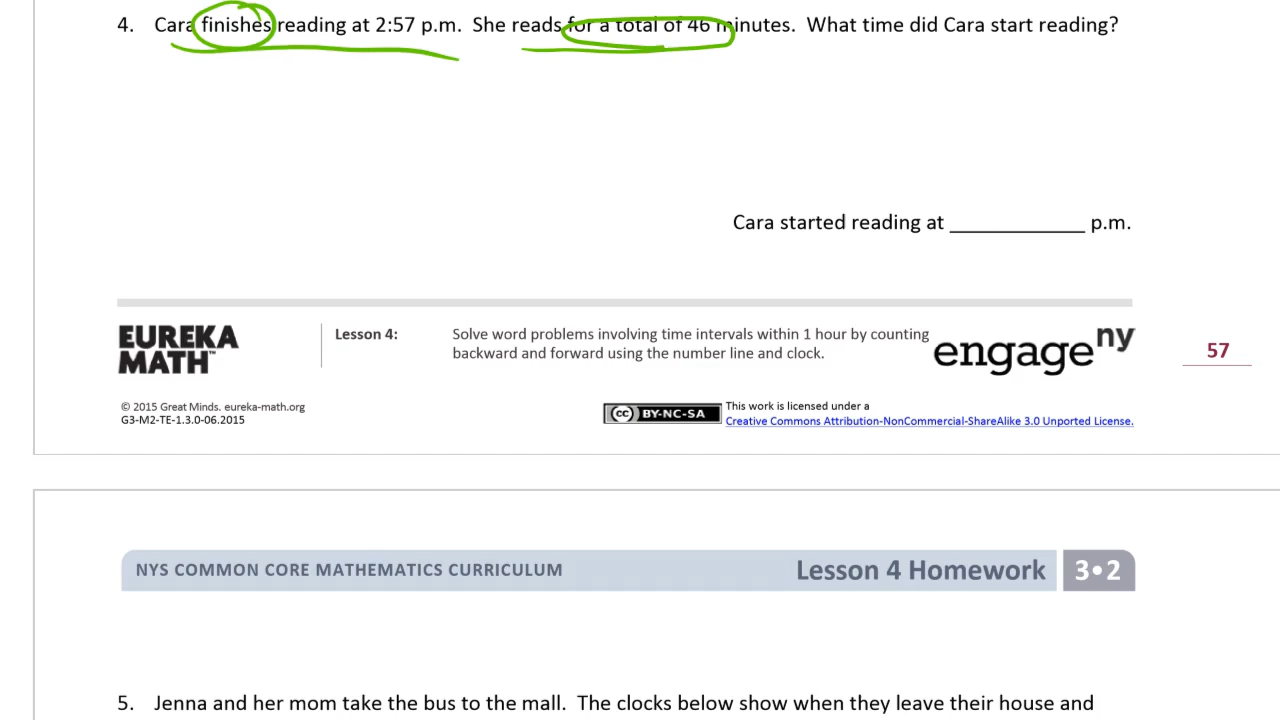 4. Cara finishes reading at 2:57 p.m. She reads for a total of 46 minutes. What time did Cara start reading?
Cara started reading at ____________ p.m.
EUREKA
MATH™
Lesson 4:
Solve word problems involving time intervals within 1 hour by counting
backward and forward using the number line and clock.
engage ny
57
© 2015 Great Minds. eureka-math.org
G3-M2-TE-1.3.0-06.2015
cc BY-NC-SA
This work is licensed under a
Creative Commons Attribution-NonCommercial-ShareAlike 3.0 Unported License.
NYS COMMON CORE MATHEMATICS CURRICULUM
Lesson 4 Homework
3•2
5. Jenna and her mom take the bus to the mall. The clocks below show when they leave their house and